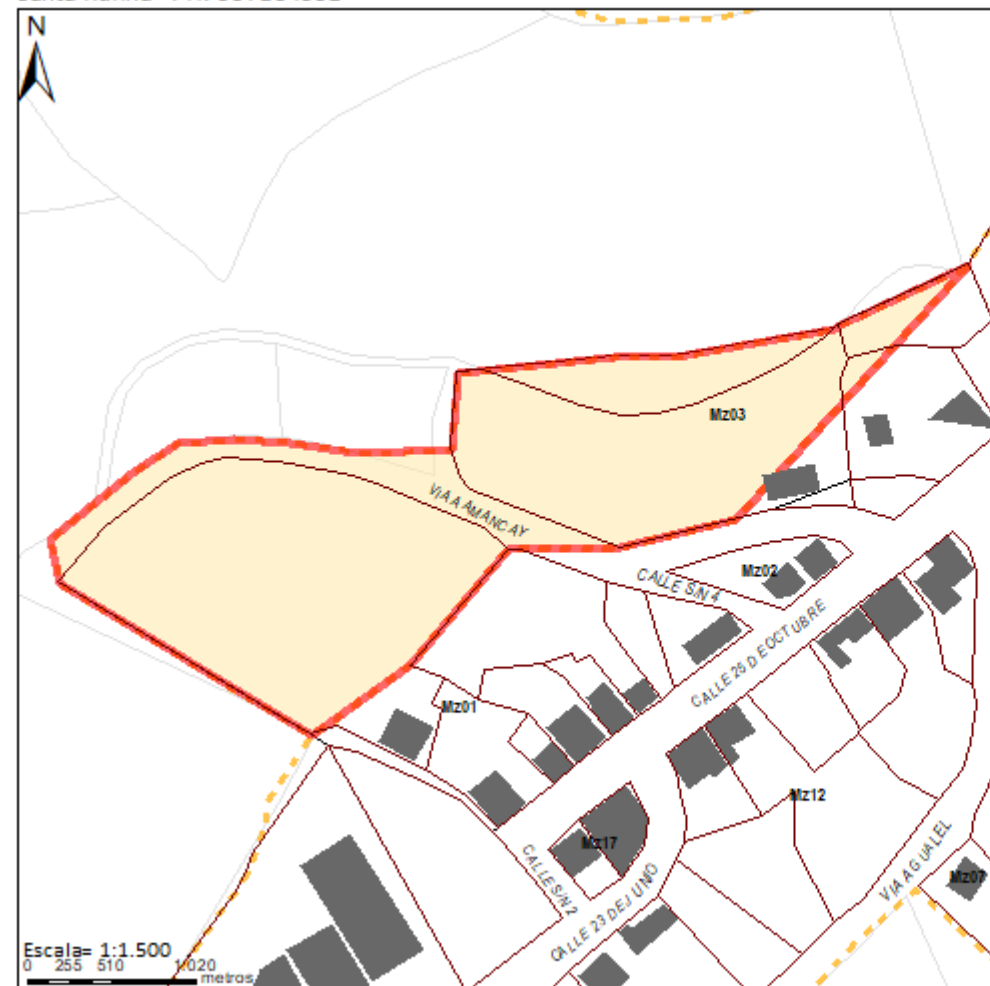 N
Mz03
VIA A AMANCAY
CALLE S/N 4
Mz02
CALLE 25 DE OCTUBRE
Mz01
Mz12
Mz17
CALLE S/N 2
CALLE 23 DE JUNIO
VIA A GUALEL
Mz07
Escala= 1:1.500
0 255 510 1.020
metros